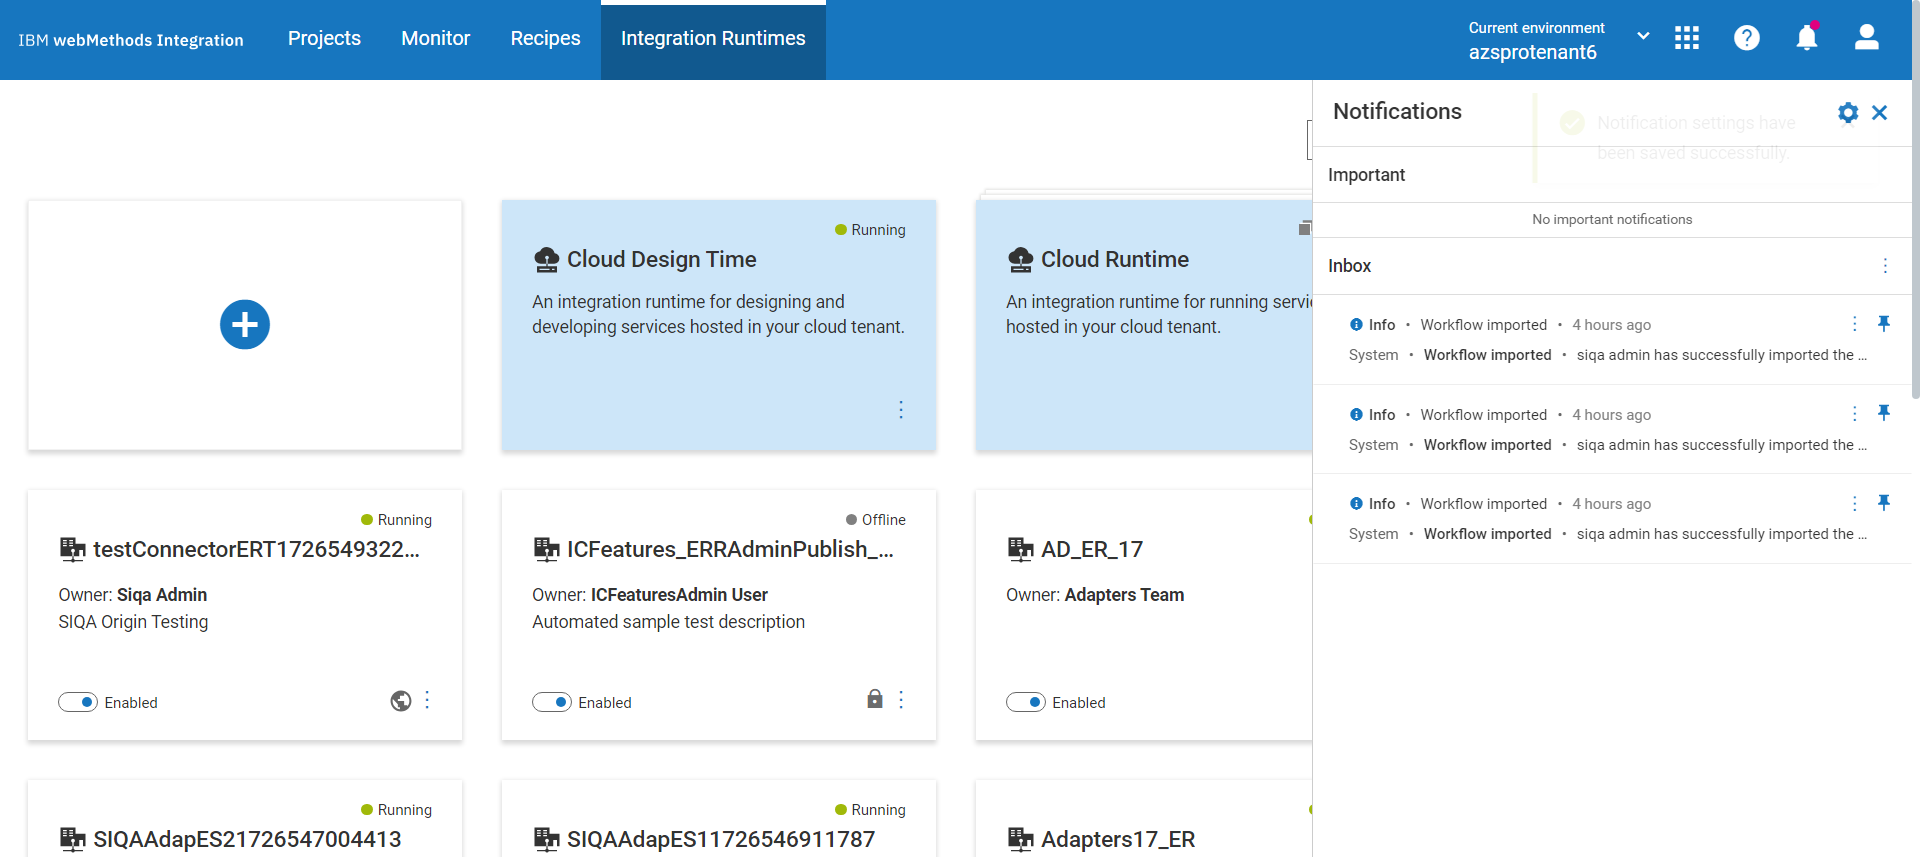 IBM webMethods Integration
Projects
Monitor
Recipes
Integration Runtimes
Current environment
azsprotenant6
Notifications
Notification settings have
been saved successfully.
Important
No important notifications
Inbox
Info • Workflow imported • 4 hours ago
System • Workflow imported • siqa admin has successfully imported the ...
Info • Workflow imported • 4 hours ago
System • Workflow imported • siqa admin has successfully imported the ...
Info • Workflow imported • 4 hours ago
System • Workflow imported • siqa admin has successfully imported the ...
Running
Cloud Design Time
An integration runtime for designing and
developing services hosted in your cloud tenant.
Cloud Runtime
An integration runtime for running
hosted in your cloud tenant.
Running
testConnectorERT1726549322...
Owner: Siqa Admin
SIQA Origin Testing
Enabled
Offline
ICFeatures_ERRAdminPublish_...
Owner: ICFeaturesAdmin User
Automated sample test description
Enabled
AD_ER_17
Owner: Adapters Team
Enabled
Running
SIQAAdapES21726547004413
Running
SIQAAdapES11726546911787
Adapters17_ER